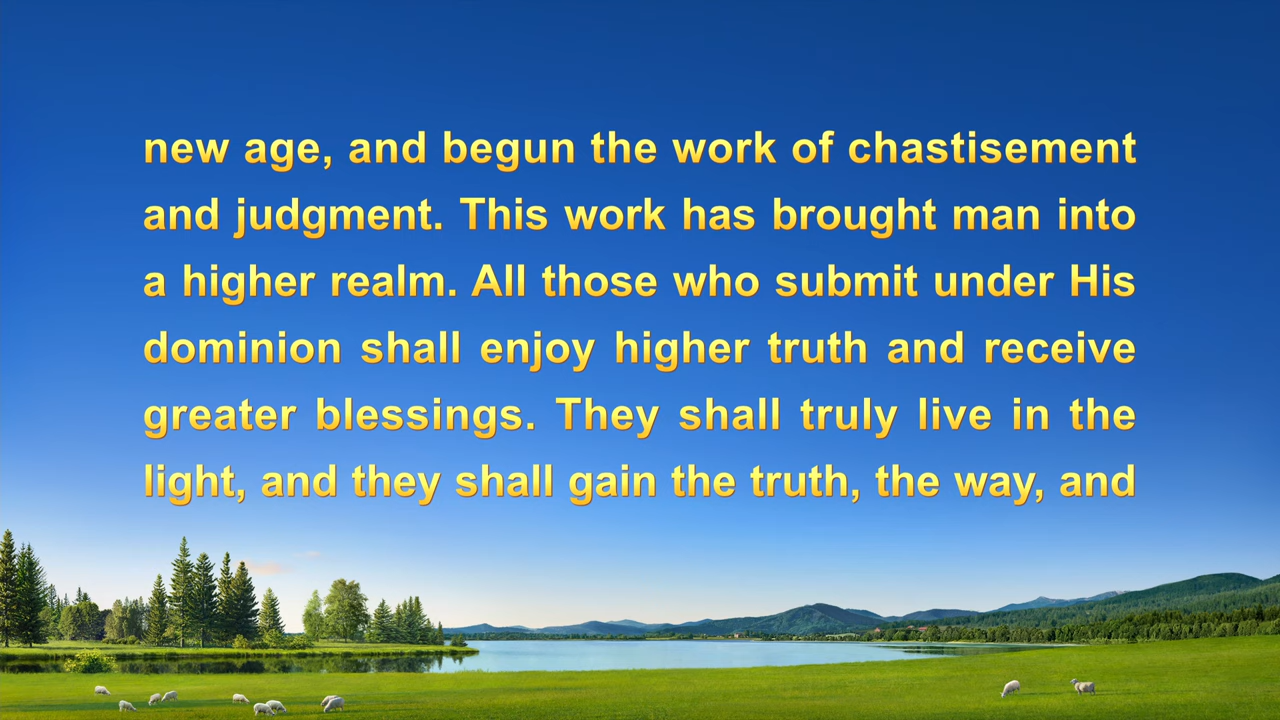 new age, and begun the work of chastisement
and judgment. This work has brought man into
a higher realm. All those who submit under His
dominion shall enjoy higher truth and receive
greater blessings. They shall truly live in the
light, and they shall gain the truth, the way, and